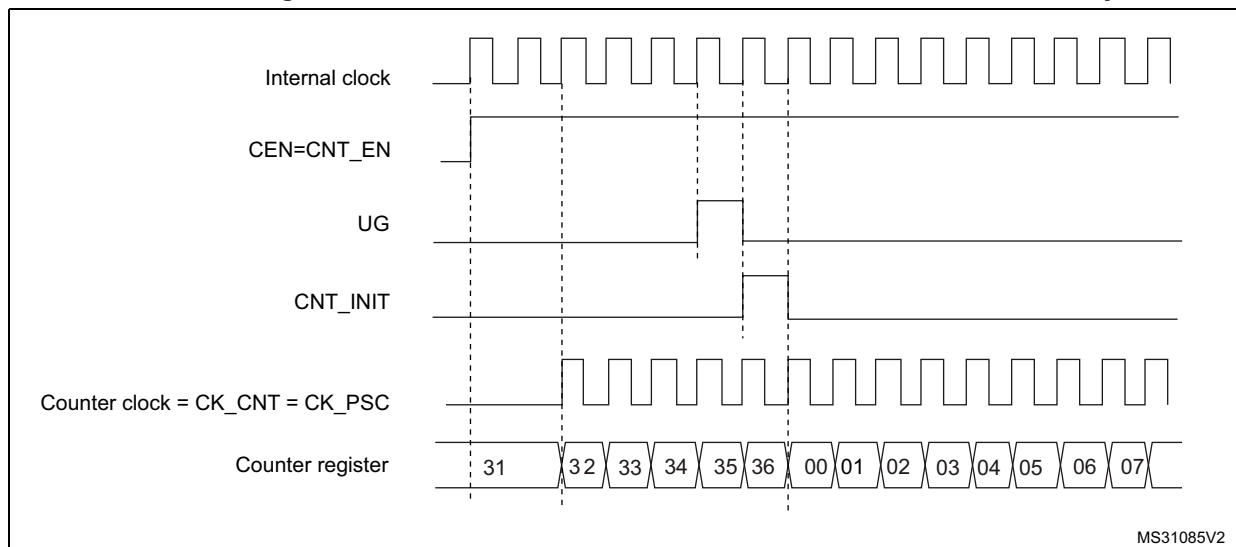 Internal clock
CEN=CNT_EN
UG
CNT_INIT
Counter clock = CK_CNT = CK_PSC
Counter register 31 32 33 34 35 36 00 01 02 03 04 05 06 07
MS31085V2